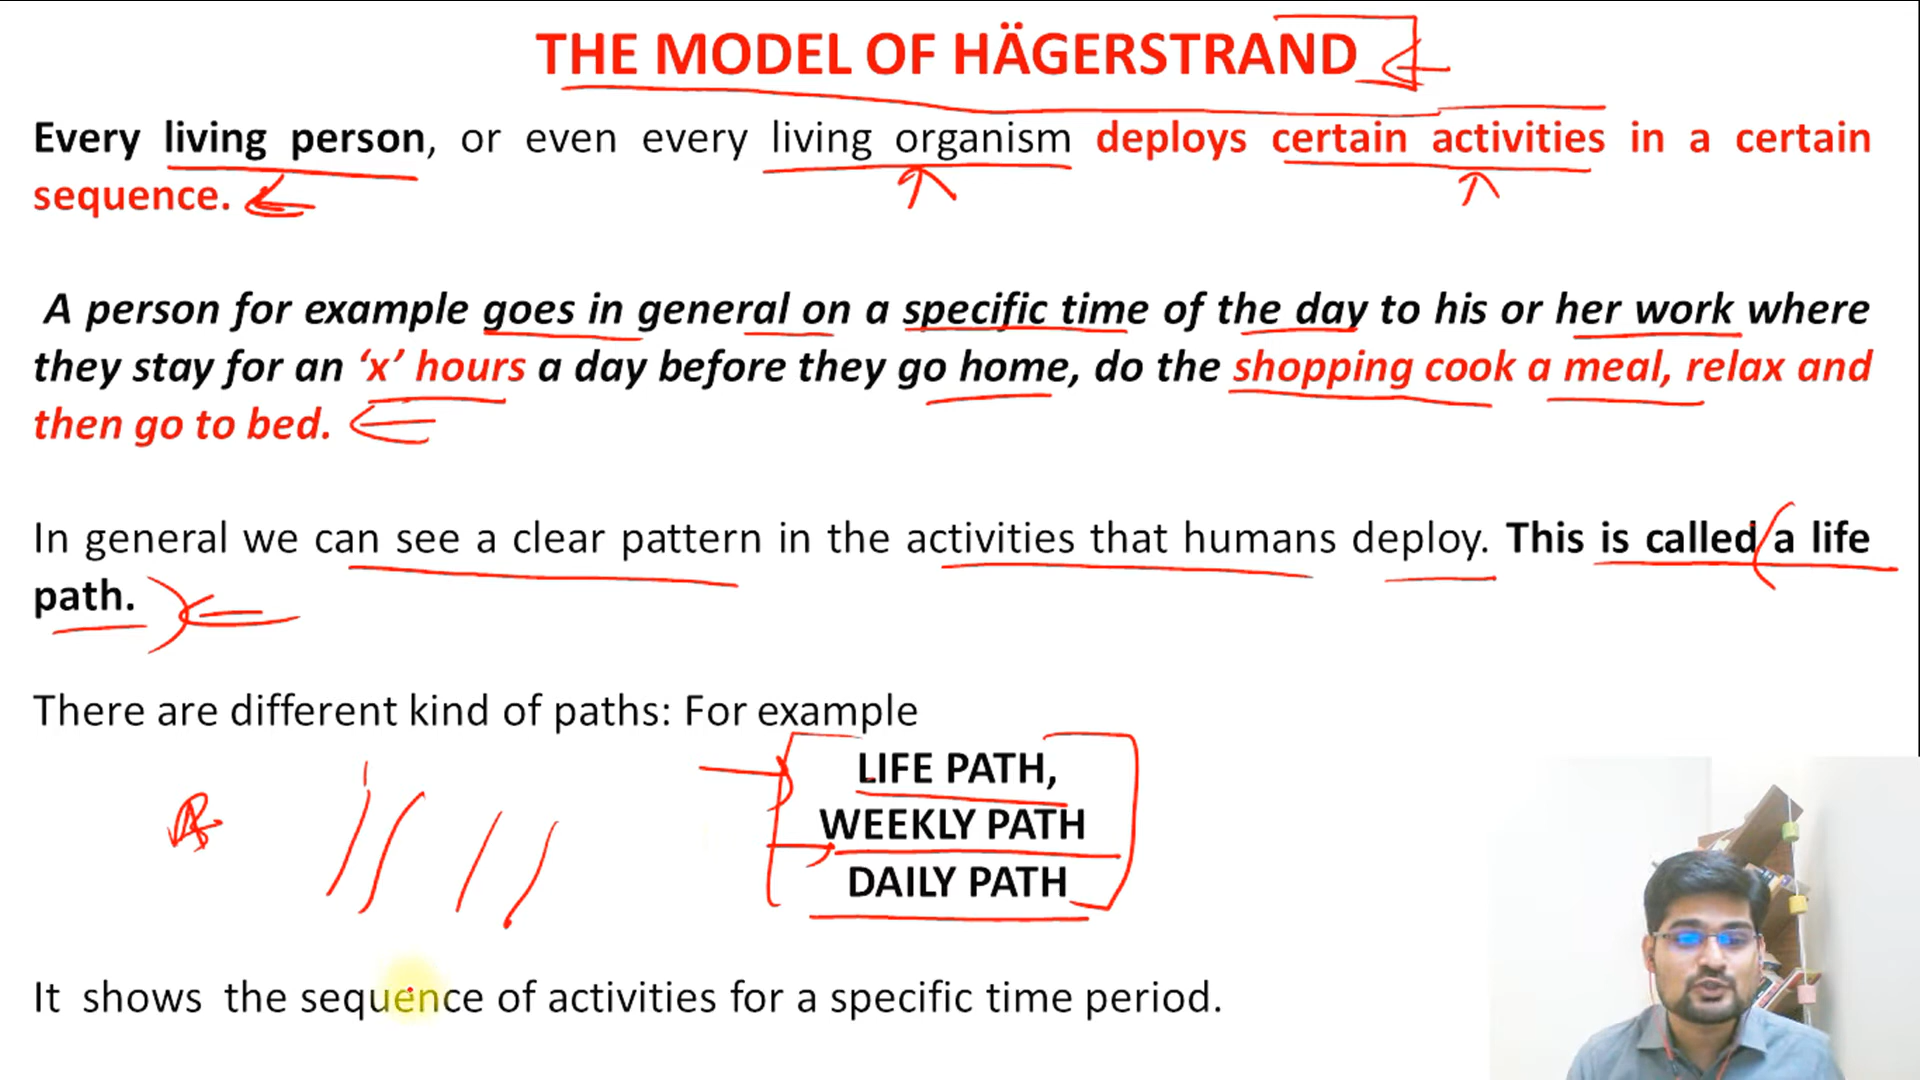 THE MODEL OF HÄGERSTRAND
Every living person, or even every living organism deploys certain activities in a certain
sequence.
A person for example goes in general on a specific time of the day to his or her work where
they stay for an ‘x’ hours a day before they go home, do the shopping cook a meal, relax and
then go to bed.
In general we can see a clear pattern in the activities that humans deploy. This is called a life
path.
There are different kind of paths: For example
LIFE PATH,
WEEKLY PATH
DAILY PATH
It shows the sequence of activities for a specific time period.